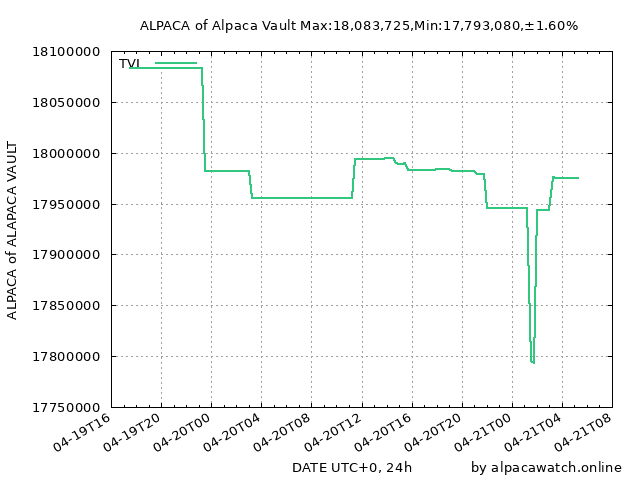 ALPACA of Alpaca Vault Max:18,083,725,Min:17,793,080,±1.60%
TVL
18100000
18050000
18000000
17950000
17900000
17850000
17800000
17750000
ALPACA of ALAPACA VAULT
04-19T16
04-19T20
04-20T00
04-20T04
04-20T08
04-20T12
04-20T16
04-20T20
04-21T00
04-21T04
04-21T08
DATE UTC+0, 24h
by alpacawatch.online